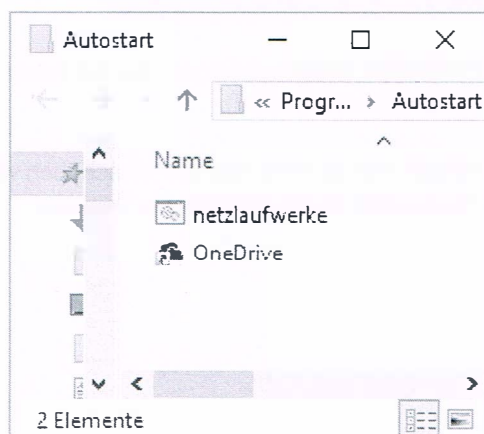 Autostart
« Progr... > Autostart
Name
netzlaufwerke
OneDrive
2 Elemente